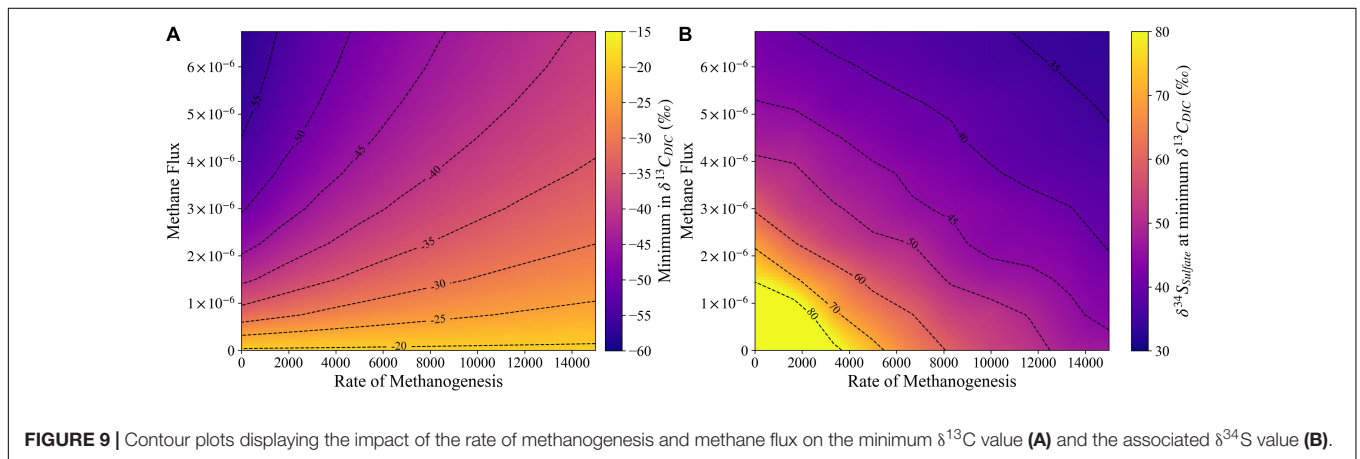 A
B
6 × 10⁻⁶
5 × 10⁻⁶
4 × 10⁻⁶
3 × 10⁻⁶
2 × 10⁻⁶
1 × 10⁻⁶
0
Methane Flux
0 2000 4000 6000 8000 10000 12000 14000
Rate of Methanogenesis
-55
-50
-45
-40
-35
-30
-25
-20
−15
−20
−25
−30
−35
−40
−45
−50
−55
−60
Minimum in δ¹³C_DIC (‰)
6 × 10⁻⁶
5 × 10⁻⁶
4 × 10⁻⁶
3 × 10⁻⁶
2 × 10⁻⁶
1 × 10⁻⁶
0
Methane Flux
0 2000 4000 6000 8000 10000 12000 14000
Rate of Methanogenesis
35
40
45
50
60
70
80
80
70
60
50
40
30
δ³⁴S_Sulfate at minimum δ¹³C_DIC (‰)
FIGURE 9 | Contour plots displaying the impact of the rate of methanogenesis and methane flux on the minimum δ¹³C value (A) and the associated δ³⁴S value (B).